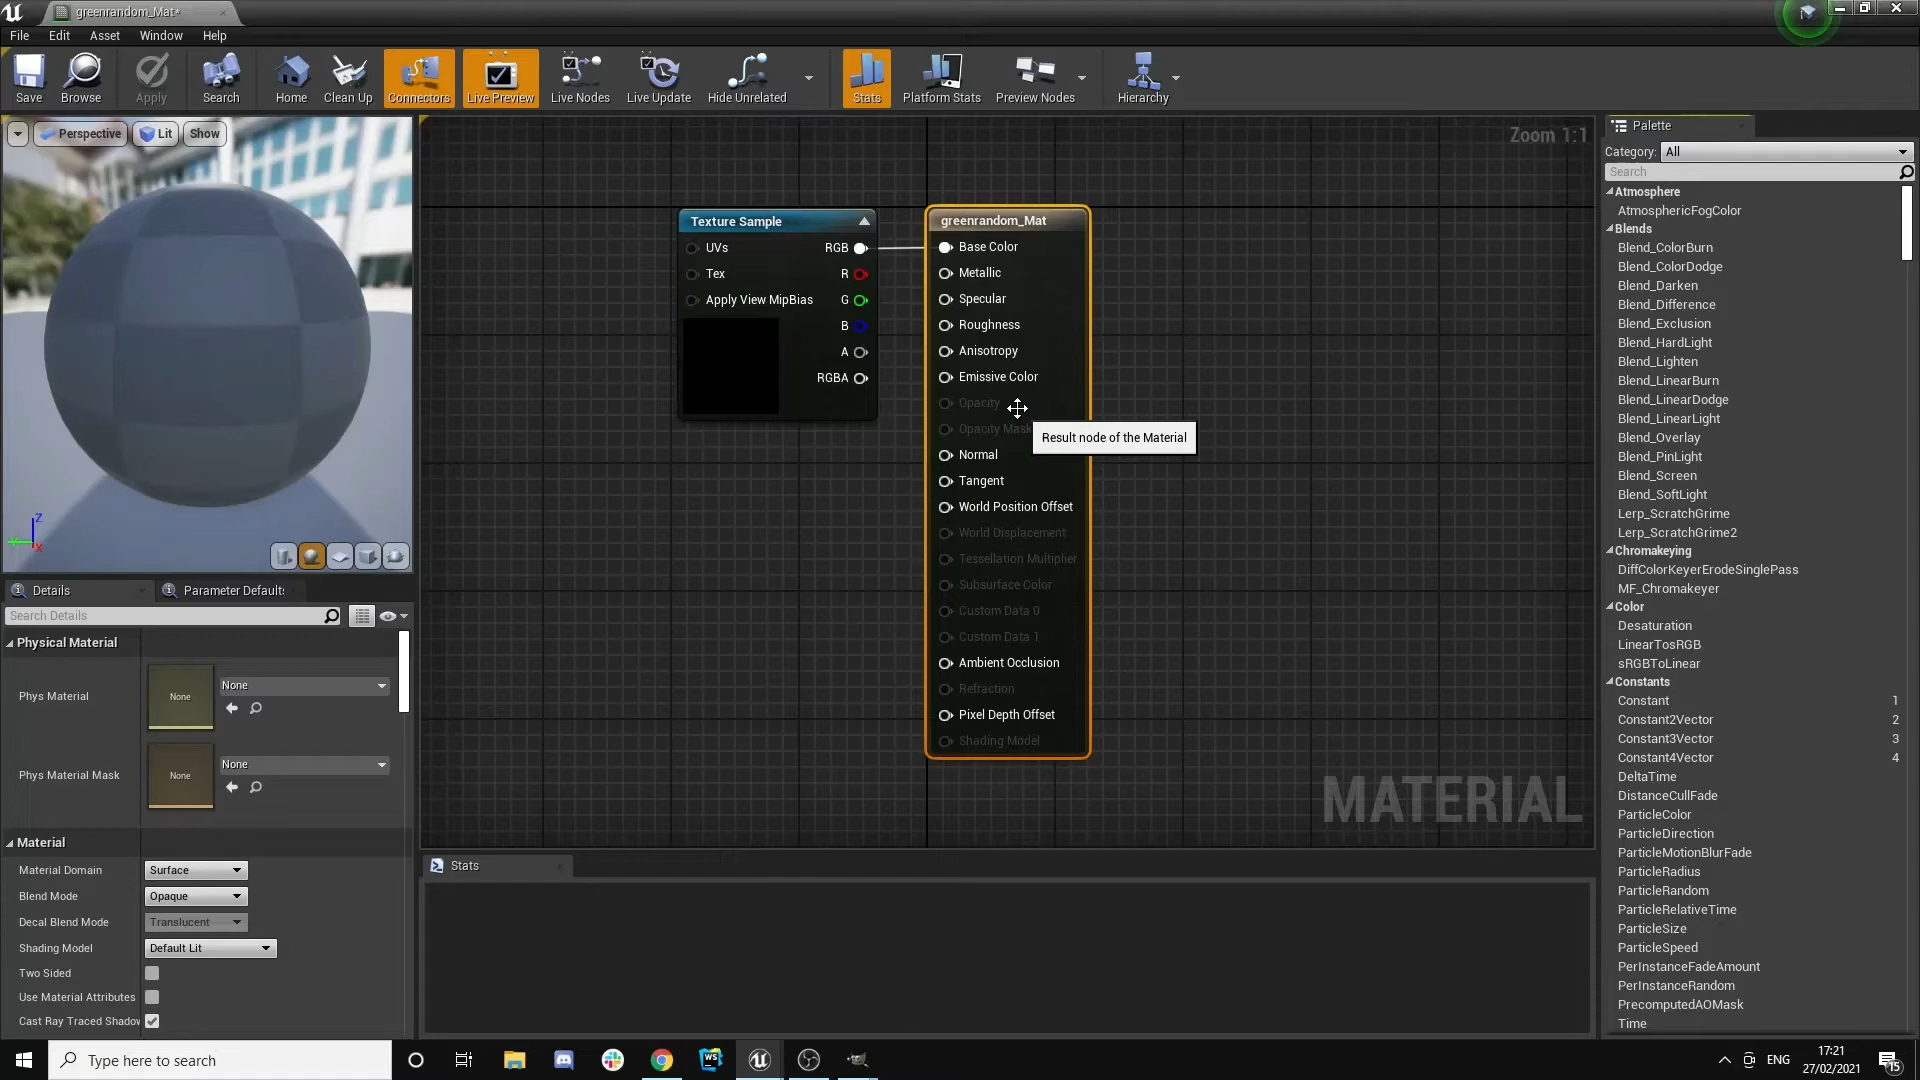 greenrandom_Mat*
File Edit Asset Window Help
Save Browse Apply Search Home Clean Up Connectors Live Preview Live Nodes Live Update Hide Unrelated Stats Platform Stats Preview Nodes Hierarchy
Perspective Lit Show
Zoom 1:1
Z
X
Texture Sample
UVs RGB
Tex R
Apply View MipBias G
B
A
RGBA
greenrandom_Mat
Base Color
Metallic
Specular
Roughness
Anisotropy
Emissive Color
Opacity
Opacity Mask
Result node of the Material
Normal
Tangent
World Position Offset
World Displacement
Tessellation Multiplier
Subsurface Color
Custom Data 0
Custom Data 1
Ambient Occlusion
Refraction
Pixel Depth Offset
Shading Model
MATERIAL
Details Parameter Default:
Search Details
Physical Material
Phys Material None None
Phys Material Mask None None
Material
Material Domain Surface
Blend Mode Opaque
Decal Blend Mode Translucent
Shading Model Default Lit
Two Sided
Use Material Attributes
Cast Ray Traced Shadow
Stats
Palette
Category: All
Search
Atmosphere
AtmosphericFogColor
Blends
Blend_ColorBurn
Blend_ColorDodge
Blend_Darken
Blend_Difference
Blend_Exclusion
Blend_HardLight
Blend_Lighten
Blend_LinearBurn
Blend_LinearDodge
Blend_LinearLight
Blend_Overlay
Blend_PinLight
Blend_Screen
Blend_SoftLight
Lerp_ScratchGrime
Lerp_ScratchGrime2
Chromakeying
DiffColorKeyerErodeSinglePass
MF_Chromakeyer
Color
Desaturation
LinearTosRGB
sRGBToLinear
Constants
Constant 1
Constant2Vector 2
Constant3Vector 3
Constant4Vector 4
DeltaTime
DistanceCullFade
ParticleColor
ParticleDirection
ParticleMotionBlurFade
ParticleRadius
ParticleRandom
ParticleRelativeTime
ParticleSize
ParticleSpeed
PerInstanceFadeAmount
PerInstanceRandom
PrecomputedAOMask
Time
Type here to search
WS
ENG
17:21
27/02/2021
15